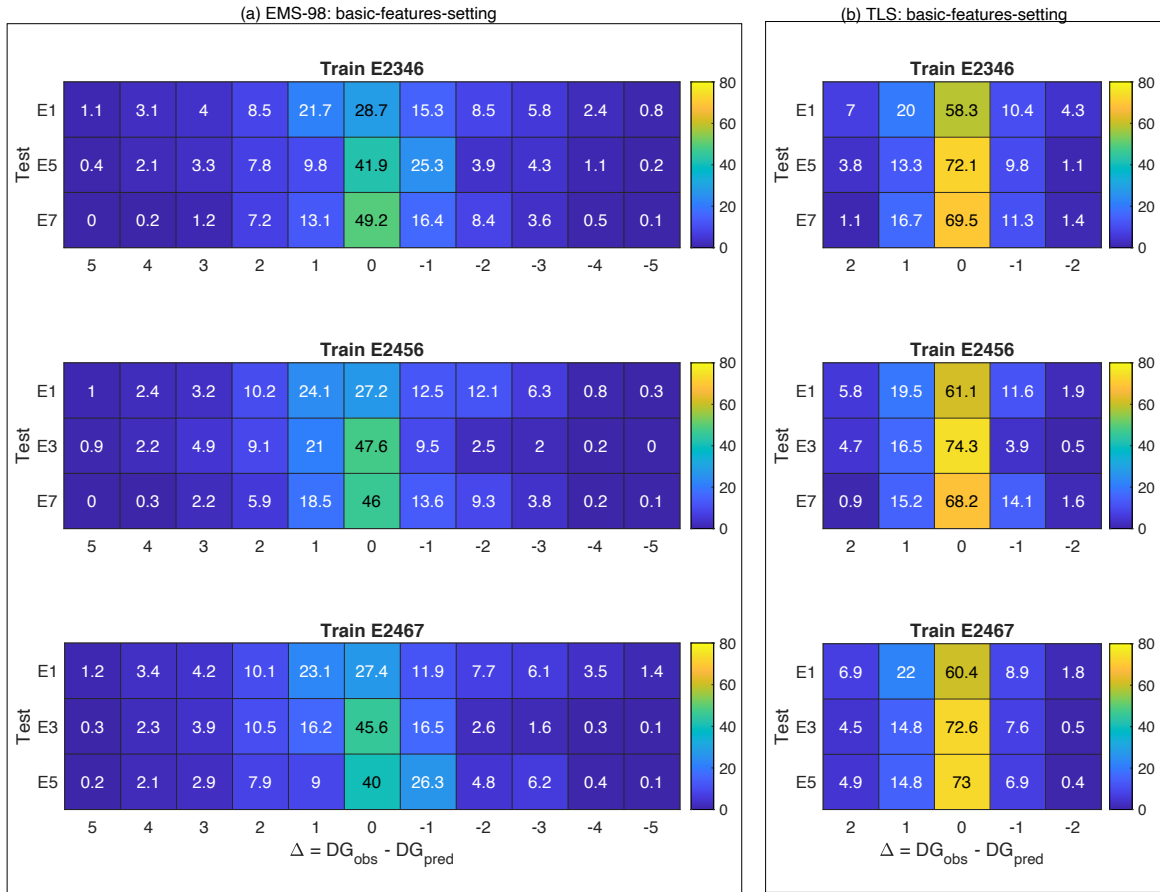 (a) EMS-98: basic-features-setting
Train E2346
E1 1.1 3.1 4 8.5 21.7 28.7 15.3 8.5 5.8 2.4 0.8
E5 0.4 2.1 3.3 7.8 9.8 41.9 25.3 3.9 4.3 1.1 0.2
E7 0 0.2 1.2 7.2 13.1 49.2 16.4 8.4 3.6 0.5 0.1
Test
5 4 3 2 1 0 -1 -2 -3 -4 -5
80
60
40
20
0
Train E2456
E1 1 2.4 3.2 10.2 24.1 27.2 12.5 12.1 6.3 0.8 0.3
E3 0.9 2.2 4.9 9.1 21 47.6 9.5 2.5 2 0.2 0
E7 0 0.3 2.2 5.9 18.5 46 13.6 9.3 3.8 0.2 0.1
Test
5 4 3 2 1 0 -1 -2 -3 -4 -5
80
60
40
20
0
Train E2467
E1 1.2 3.4 4.2 10.1 23.1 27.4 11.9 7.7 6.1 3.5 1.4
E3 0.3 2.3 3.9 10.5 16.2 45.6 16.5 2.6 1.6 0.3 0.1
E5 0.2 2.1 2.9 7.9 9 40 26.3 4.8 6.2 0.4 0.1
Test
5 4 3 2 1 0 -1 -2 -3 -4 -5
80
60
40
20
0
Δ = DG_obs - DG_pred
(b) TLS: basic-features-setting
Train E2346
E1 7 20 58.3 10.4 4.3
E5 3.8 13.3 72.1 9.8 1.1
E7 1.1 16.7 69.5 11.3 1.4
Test
2 1 0 -1 -2
80
60
40
20
0
Train E2456
E1 5.8 19.5 61.1 11.6 1.9
E3 4.7 16.5 74.3 3.9 0.5
E7 0.9 15.2 68.2 14.1 1.6
Test
2 1 0 -1 -2
80
60
40
20
0
Train E2467
E1 6.9 22 60.4 8.9 1.8
E3 4.5 14.8 72.6 7.6 0.5
E5 4.9 14.8 73 6.9 0.4
Test
2 1 0 -1 -2
80
60
40
20
0
Δ = DG_obs - DG_pred